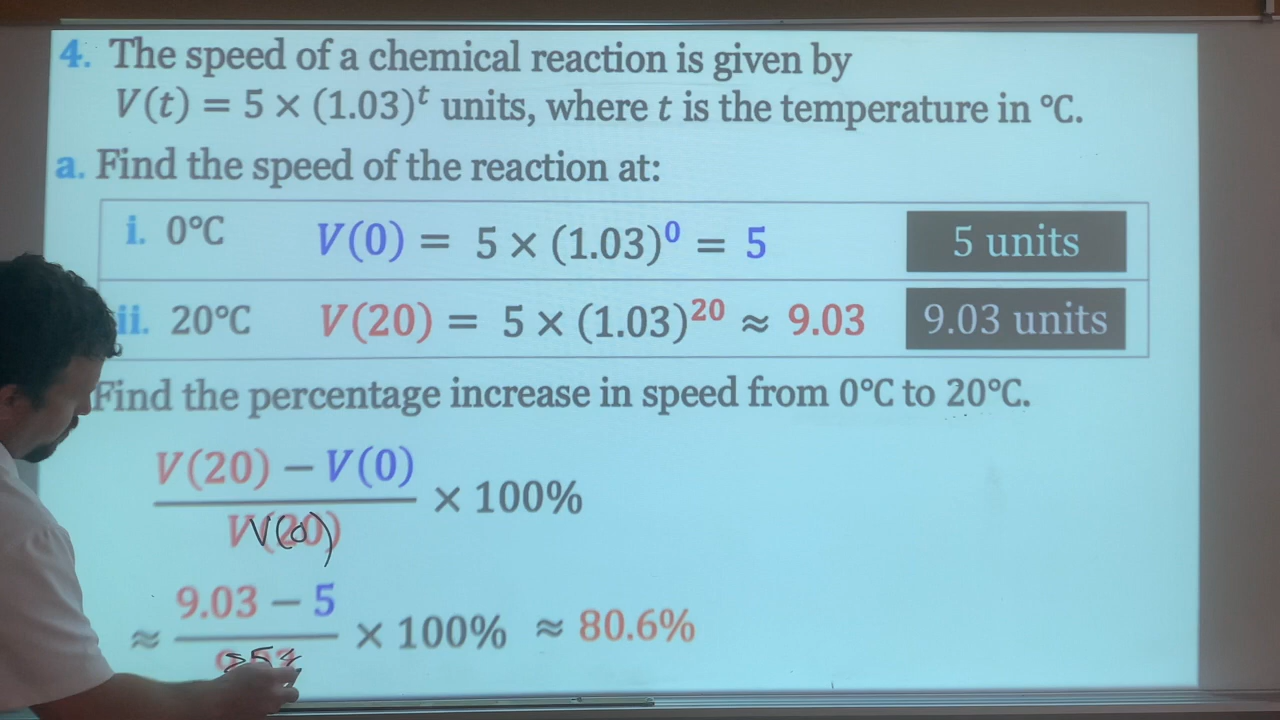 4. The speed of a chemical reaction is given by
V(t) = 5 × (1.03)ᵗ units, where t is the temperature in °C.
a. Find the speed of the reaction at:
i. 0°C V(0) = 5 × (1.03)⁰ = 5 5 units
ii. 20°C V(20) = 5 × (1.03)²⁰ ≈ 9.03 9.03 units
Find the percentage increase in speed from 0°C to 20°C.
V(20) − V(0)
× 100%
V(0)
9.03 − 5
≈ × 100% ≈ 80.6%